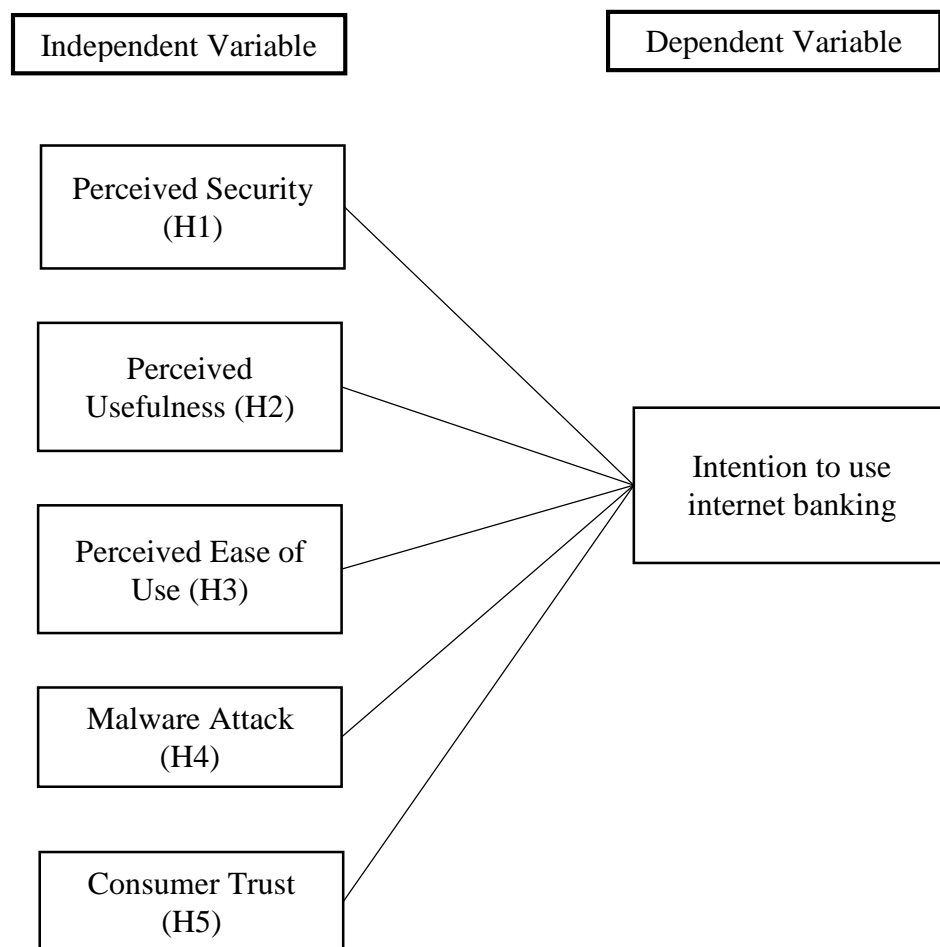 Independent Variable
Dependent Variable
Perceived Security
(H1)
Perceived
Usefulness (H2)
Intention to use
internet banking
Perceived Ease of
Use (H3)
Malware Attack
(H4)
Consumer Trust
(H5)